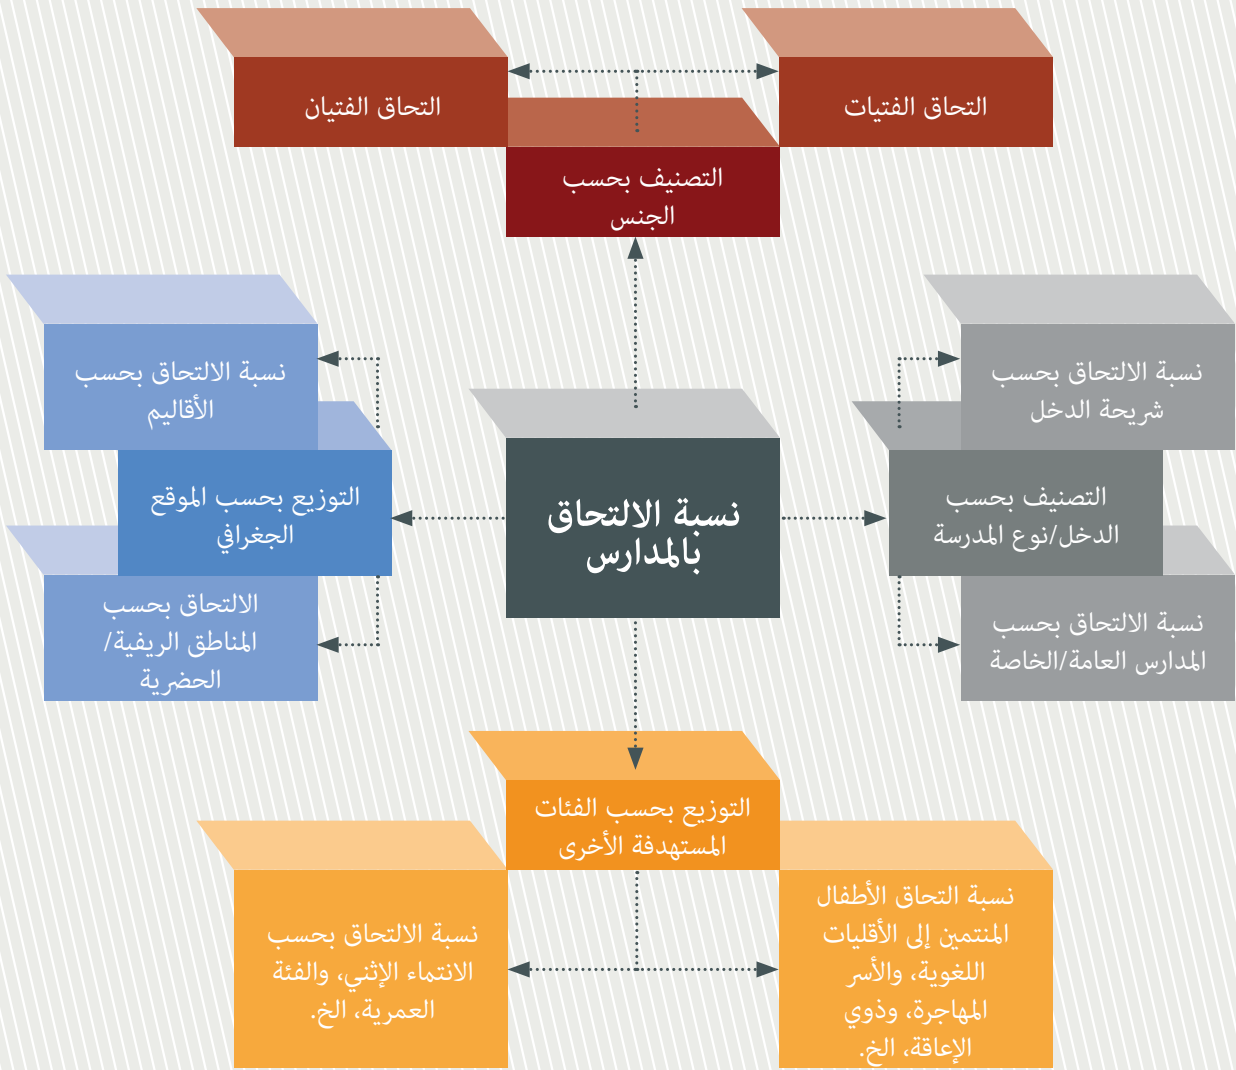 التحاق الفتيات
التحاق الفتيان
التصنيف بحسب
الجنس
نسبة الالتحاق بحسب
شريحة الدخل
التصنيف بحسب
الدخل/نوع المدرسة
نسبة الالتحاق بحسب
المدارس العامة/الخاصة
نسبة الالتحاق
بالمدارس
نسبة الالتحاق بحسب
الأقاليم
التوزيع بحسب الموقع
الجغرافي
الالتحاق بحسب
المناطق الريفية/
الحضرية
التوزيع بحسب الفئات
المستهدفة الأخرى
نسبة التحاق الأطفال
المنتمين إلى الأقليات
اللغوية، والأسر
المهاجرة، وذوي
الإعاقة، الخ.
نسبة الالتحاق بحسب
الانتماء الإثني، والفئة
العمرية، الخ.